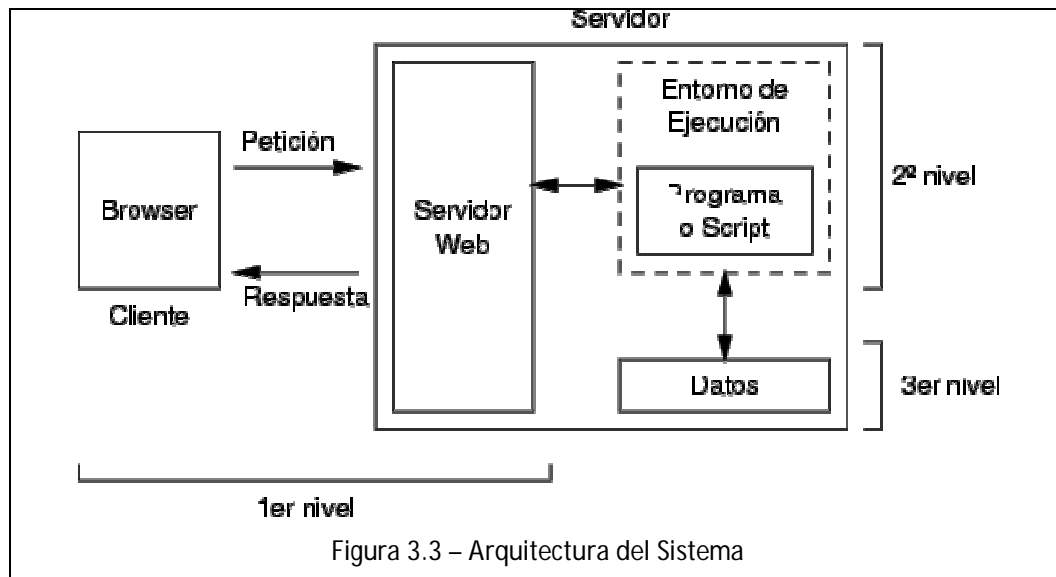 Servidor
Entorno de
Ejecución
Petición
2º nivel
Programa
Browser
Servidor
o Script
Web
Respuesta
Cliente
Datos
3er nivel
1er nivel
Figura 3.3 – Arquitectura del Sistema